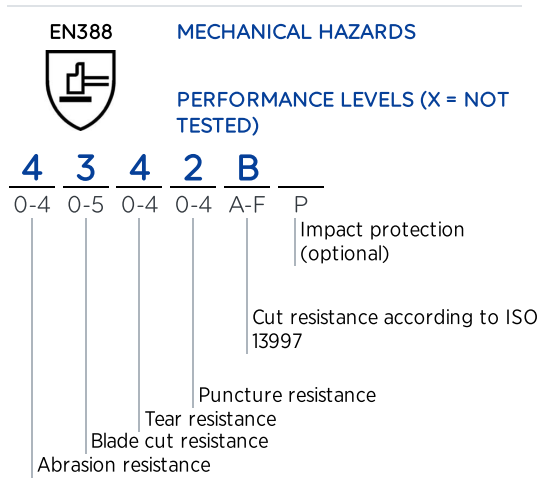 EN388
MECHANICAL HAZARDS
PERFORMANCE LEVELS (X = NOT
TESTED)
4 3 4 2 B
0-4 0-5 0-4 0-4 A-F P
Impact protection
(optional)
Cut resistance according to ISO
13997
Puncture resistance
Tear resistance
Blade cut resistance
Abrasion resistance